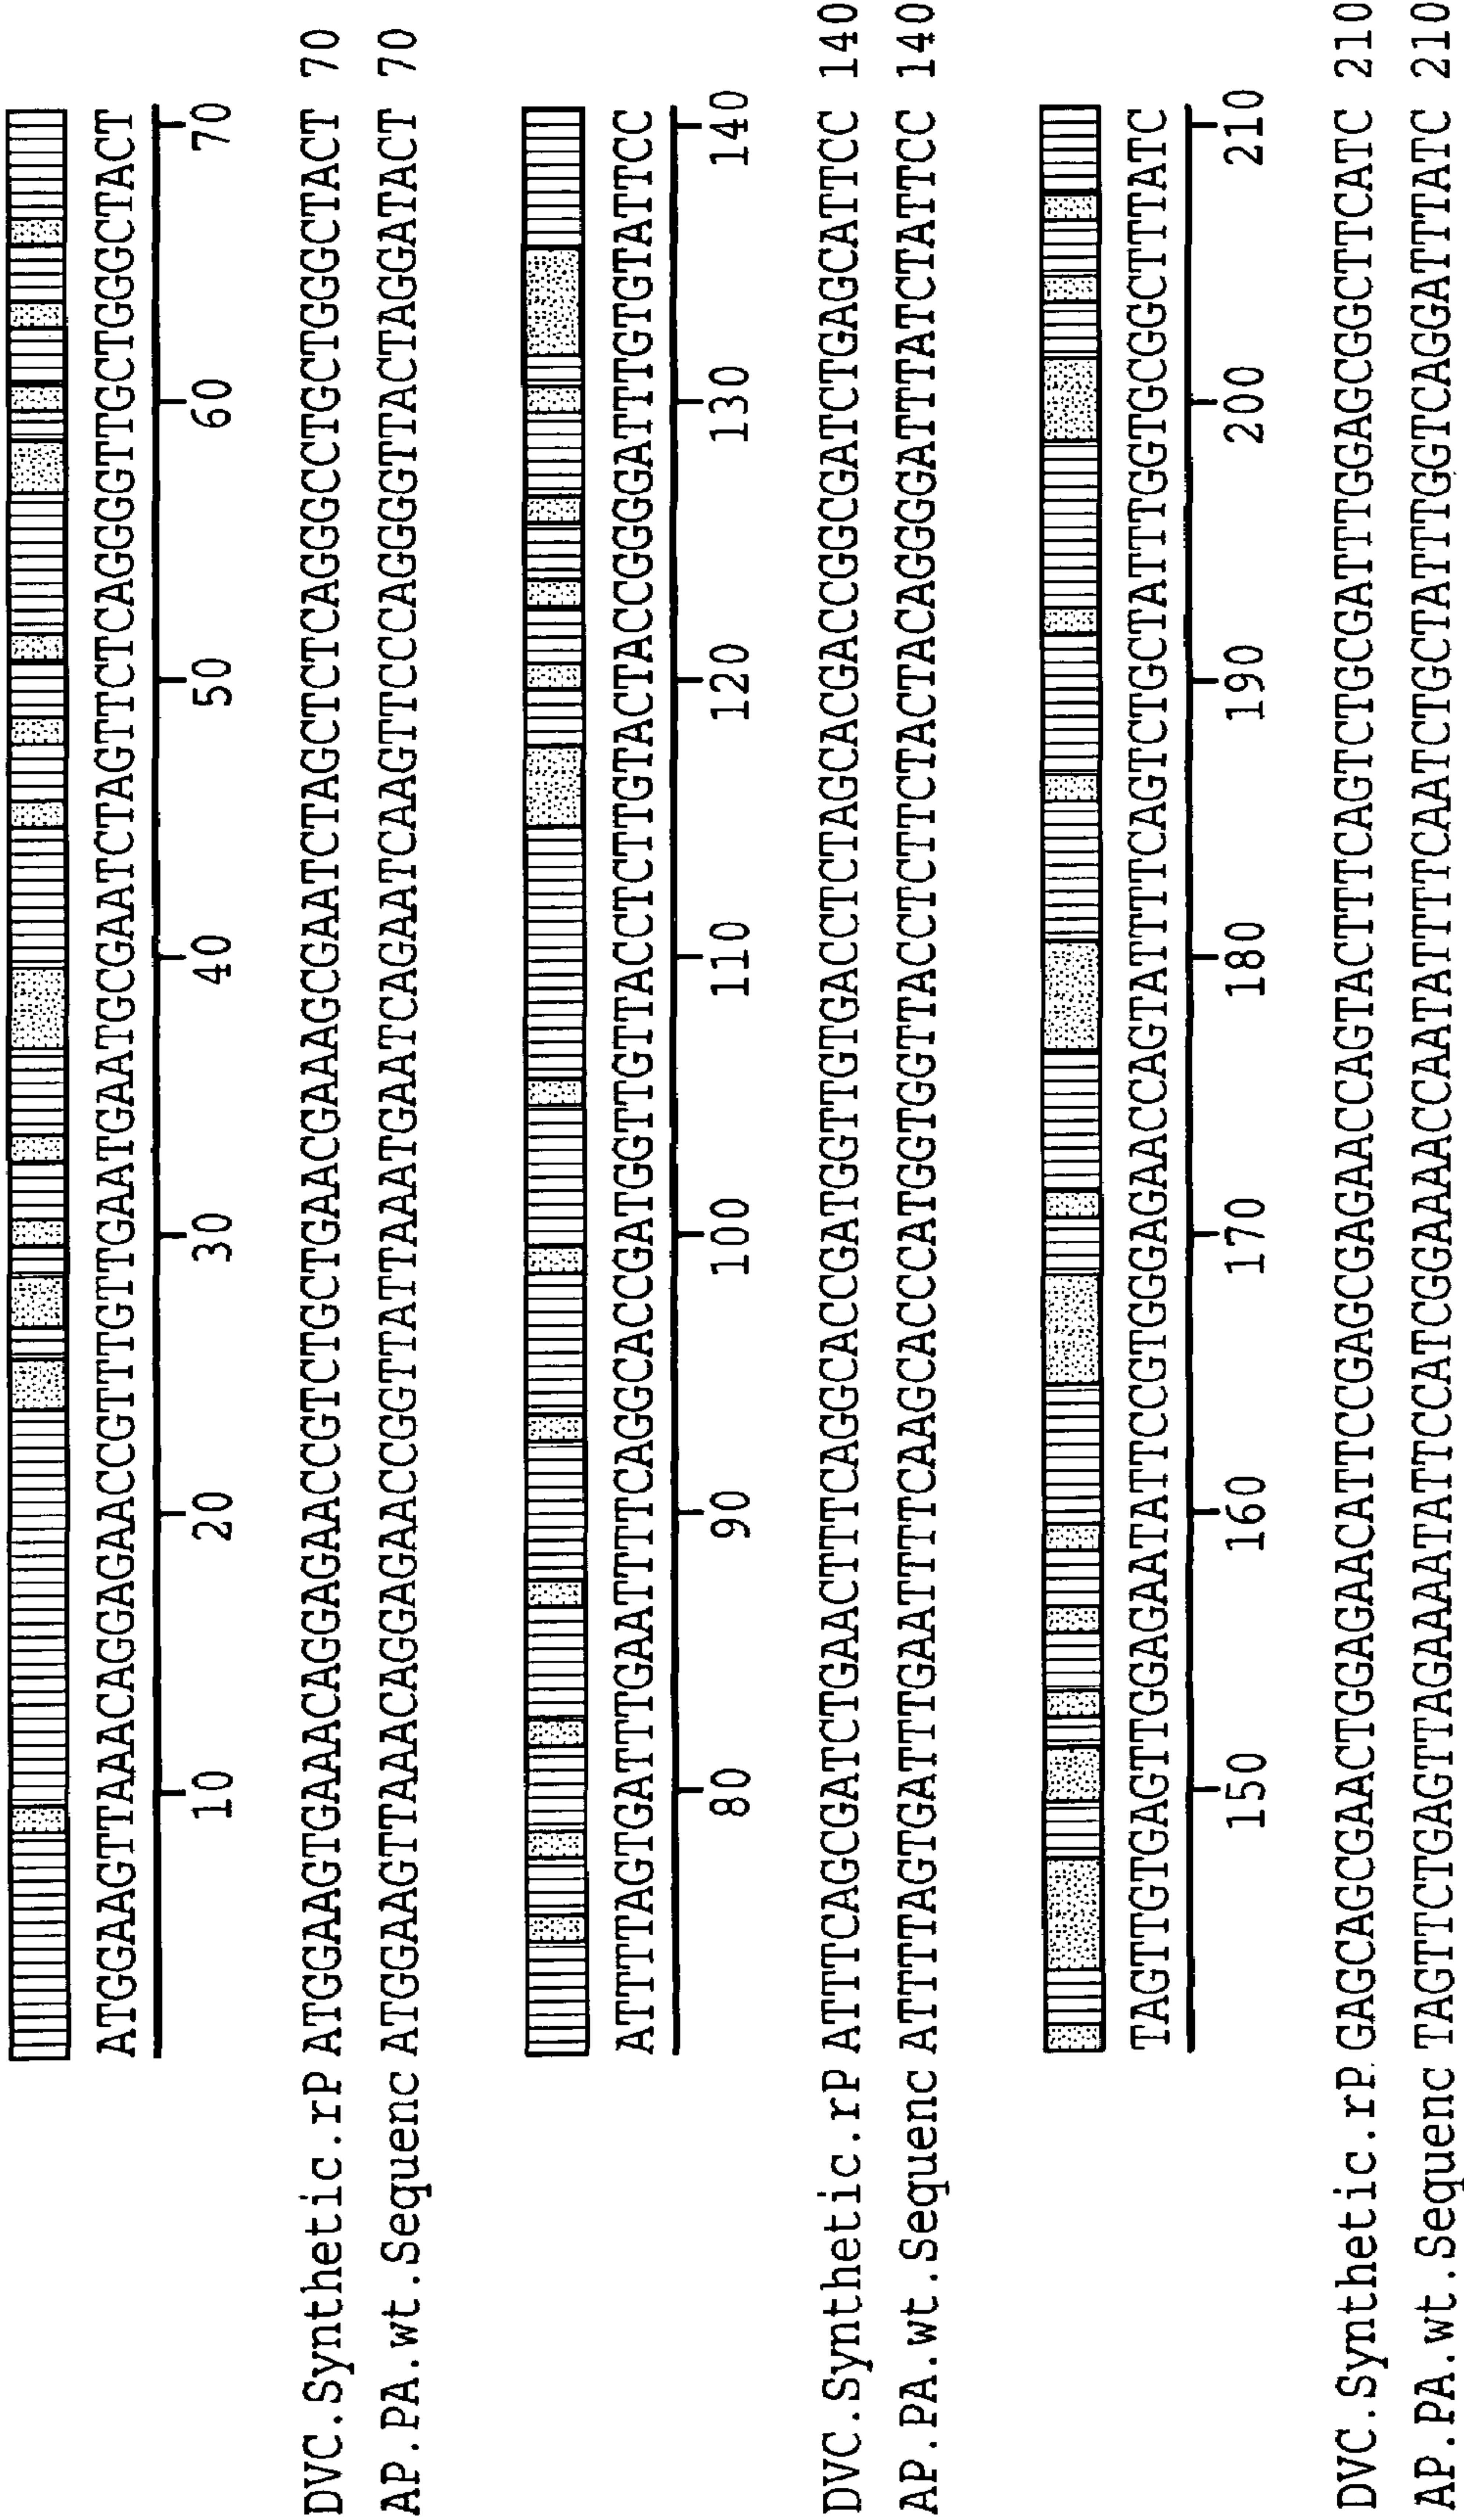 ATGGAAGTTAAACAGGAGAACCGTTTGTTGAATGAATGCGAATCTAGTTCTCAGGGGTTGCTGGGCTACT
10 20 30 40 50 60 70
DVC.Synthetic.rP ATGGAAGTGAAACAGGAGAACCGTCTGCTGAACGAAAGCGAATCTAGCTCTCAGGGCCTGCTGGGCTACT 70
AP.PA.wt.Sequenc ATGGAAGTTAAACAGGAGAACCGGTTATTAAATGAATCAGAATCAAGTTCCCAGGGGTTACTAGGATACT 70
ATTTTAGTGATTTGAATTTTCAGGCACCGATGGTTGTTACCTCTTGTACTACCGGGGATTTGTGTATTCC
80 90 100 110 120 130 140
DVC.Synthetic.rP ATTTCAGCGATCTGAACTTTCAGGCACCGATGGTTGTGACCTCTAGCACGACCGGCGATCTGAGCATTCC 140
AP.PA.wt.Sequenc ATTTTAGTGATTTGAATTTTCAAGCACCCATGGTGGTTACCTCTTCTACTACAGGGGATTTATCTATTCC 140
TAGTTGTGAGTTGGAGAATATTCCGTGGGAGAACCAGTATTTTCAGTCTGCTATTTGGTGCGGCTTTATC
150 160 170 180 190 200 210
DVC.Synthetic.rP GAGCAGCGAACTGGAGAACATTCCGAGCGAGAACCAGTACTTTCAGTCTGCGATTTGGAGCGGCTTCATC 210
AP.PA.wt.Sequenc TAGTTCTGAGTTAGAAAATATTCCATCGGAAAACCAATATTTTCAATCTGCTATTTGGTCAGGATTTATC 210